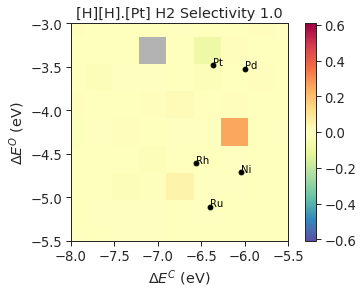 [H][H].[Pt] H2 Selectivity 1.0
−3.0
−3.5
−4.0
−4.5
−5.0
−5.5
ΔE^O (eV)
Pt
Pd
Rh
Ni
Ru
−8.0 −7.5 −7.0 −6.5 −6.0 −5.5
ΔE^C (eV)
0.6
0.4
0.2
0.0
−0.2
−0.4
−0.6